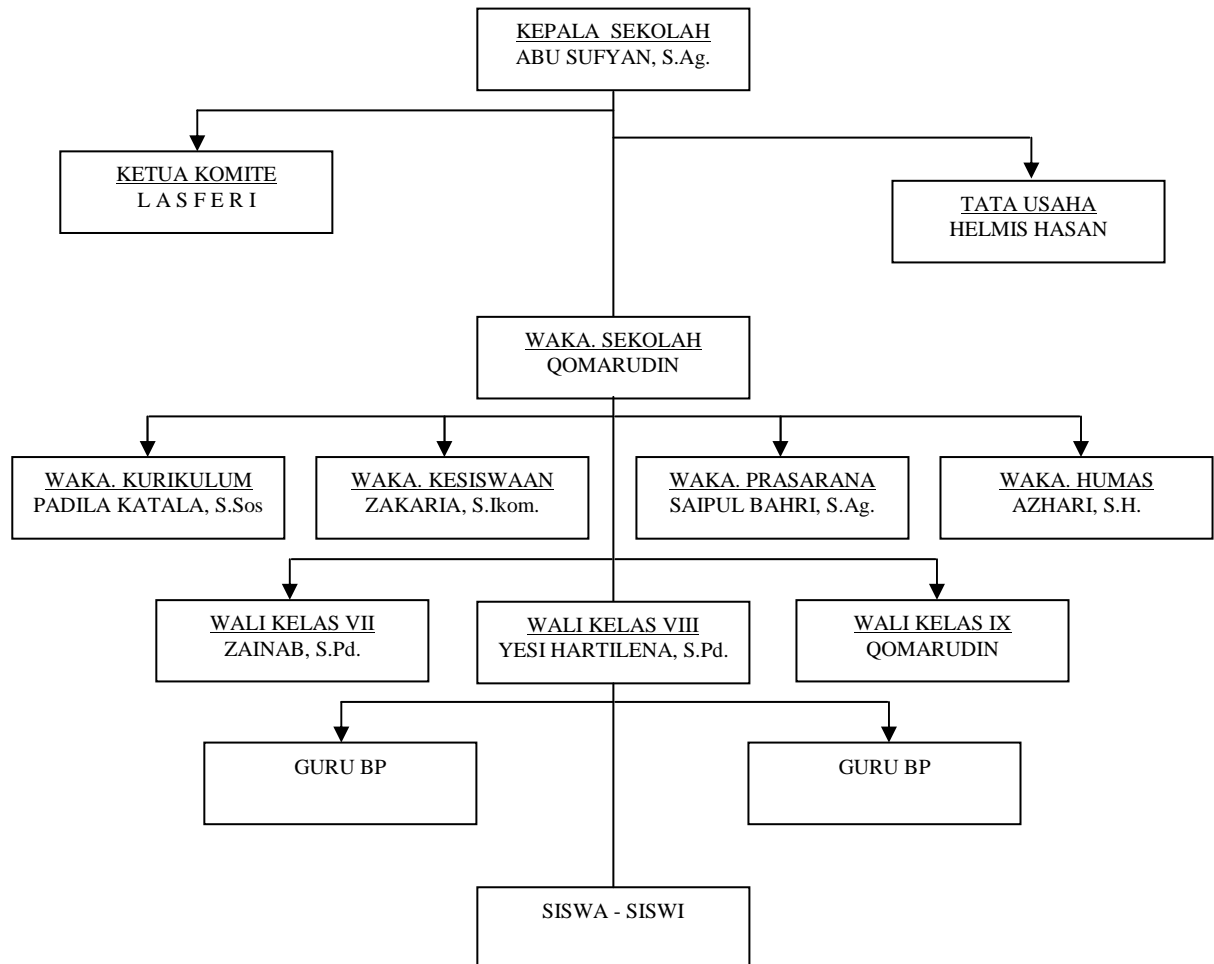 KEPALA SEKOLAH
ABU SUFYAN, S.Ag.
KETUA KOMITE
L A S F E R I
TATA USAHA
HELMIS HASAN
WAKA. SEKOLAH
QOMARUDIN
WAKA. KURIKULUM
PADILA KATALA, S.Sos
WAKA. KESISWAAN
ZAKARIA, S.Ikom.
WAKA. PRASARANA
SAIPUL BAHRI, S.Ag.
WAKA. HUMAS
AZHARI, S.H.
WALI KELAS VII
ZAINAB, S.Pd.
WALI KELAS VIII
YESI HARTILENA, S.Pd.
WALI KELAS IX
QOMARUDIN
GURU BP
GURU BP
SISWA - SISWI